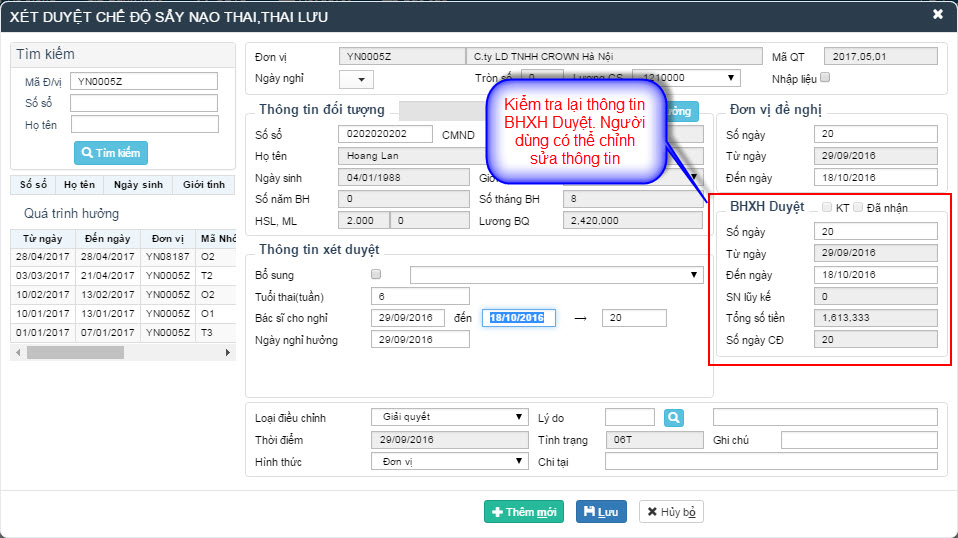 XÉT DUYỆT CHẾ ĐỘ SẨY NẠO THAI,THAI LƯU
Tìm kiếm
Mã Đ/vị YN0005Z
Số sổ
Họ tên
Tìm kiếm
Số sổ Họ tên Ngày sinh Giới tính
Quá trình hưởng
Từ ngày Đến ngày Đơn vị Mã Nhó
28/04/2017 28/04/2017 YN08187 O2
03/03/2017 21/04/2017 YN0005Z T2
10/02/2017 13/02/2017 YN0005Z O2
10/01/2017 13/01/2017 YN0005Z O1
01/01/2017 07/01/2017 YN0005Z T3
Đơn vị YN0005Z C.ty LD TNHH CROWN Hà Nội Mã QT 2017.05.01
Ngày nghỉ Tròn số 0 Lương CS 1210000 Nhập liệu
Kiểm tra lại thông tin
BHXH Duyệt. Người
dùng có thể chỉnh
sửa thông tin
Thông tin đối tượng ưởng
Số sổ 0202020202 CMND
Họ tên Hoang Lan
Ngày sinh 04/01/1988 Giới
Số năm BH 0 Số tháng BH 8
HSL, ML 2.000 0 Lương BQ 2,420,000
Đơn vị đề nghị
Số ngày 20
Từ ngày 29/09/2016
Đến ngày 18/10/2016
BHXH Duyệt KT Đã nhận
Số ngày 20
Từ ngày 29/09/2016
Đến ngày 18/10/2016
SN lũy kế 0
Tổng số tiền 1,613,333
Số ngày CĐ 20
Thông tin xét duyệt
Bổ sung
Tuổi thai(tuần) 6
Bác sĩ cho nghỉ 29/09/2016 đến 18/10/2016 → 20
Ngày nghỉ hưởng 29/09/2016
Loại điều chỉnh Giải quyết Lý do
Thời điểm 29/09/2016 Tình trạng 06T Ghi chú
Hình thức Đơn vị Chi tại
Thêm mới Lưu Hủy bỏ